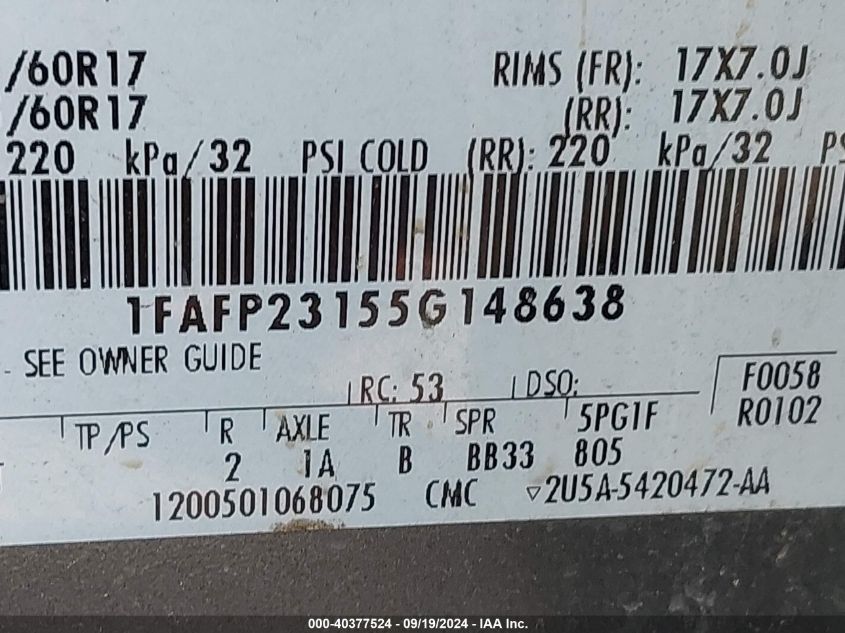 /60R17 RIMS (FR): 17X7.0J
/60R17 (RR): 17X7.0J
220 kPa/32 PSI COLD (RR): 220 kPa/32 PS
1FAFP23155G148638
- SEE OWNER GUIDE
RC: 53 DSO: F0058
TP/PS R AXLE TR SPR 5PG1F R0102
2 1A B BB33 805
1200501068075 CMC ▽2U5A-5420472-AA
000-40377524 - 09/19/2024 - IAA Inc.